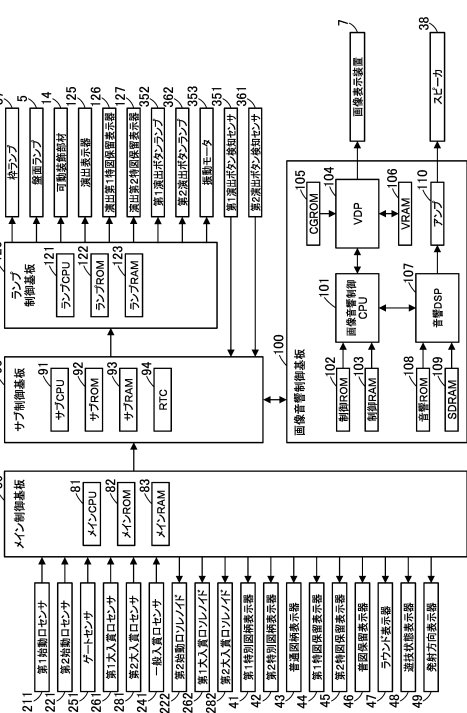 211 第1始動口センサ
221 第2始動口センサ
251 ゲートセンサ
261 第1大入賞口センサ
281 第2大入賞口センサ
241 一般入賞口センサ
222 第2始動口ソレノイド
262 第1大入賞口ソレノイド
282 第2大入賞口ソレノイド
41 第1特別図柄表示器
42 第2特別図柄表示器
43 普通図柄表示器
44 第1特図保留表示器
45 第2特図保留表示器
46 普図保留表示器
47 ラウンド表示器
48 遊技状態表示器
49 発射方向表示器
メイン制御基板
81 メインCPU
82 メインROM
83 メインRAM
サブ制御基板
91 サブCPU
92 サブROM
93 サブRAM
94 RTC
ランプ
制御基板
121 ランプCPU
122 ランプROM
123 ランプRAM
枠ランプ
5 盤面ランプ
14 可動装飾部材
125 演出表示器
126 演出第1特図保留表示器
127 演出第2特図保留表示器
352 第1演出ボタンランプ
362 第2演出ボタンランプ
353 振動モータ
351 第1演出ボタン検知センサ
361 第2演出ボタン検知センサ
100 画像音響制御基板
101 画像音響制御
CPU
102 制御ROM
103 制御RAM
104 VDP
105 CGROM
106 VRAM
107 音響DSP
108 音響ROM
109 SDRAM
110 アンプ
7 画像表示装置
38 スピーカ